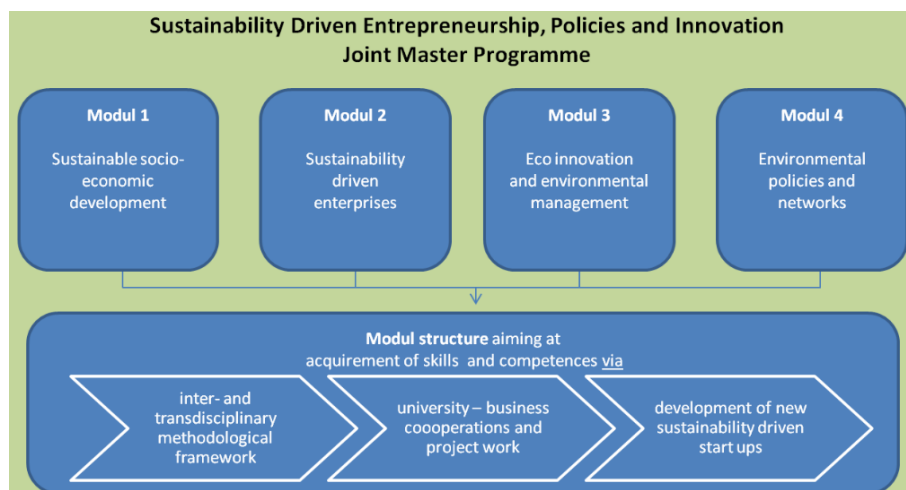 Sustainability Driven Entrepreneurship, Policies and Innovation
Joint Master Programme
Modul 1
Sustainable socio-
economic
development
Modul 2
Sustainability
driven
enterprises
Modul 3
Eco innovation
and environmental
management
Modul 4
Environmental
policies and
networks
Modul structure aiming at
acquirement of skills and competences via
inter- and
transdisciplinary
methodological
framework
university – business
coooperations and
project work
development of new
sustainability driven
start ups